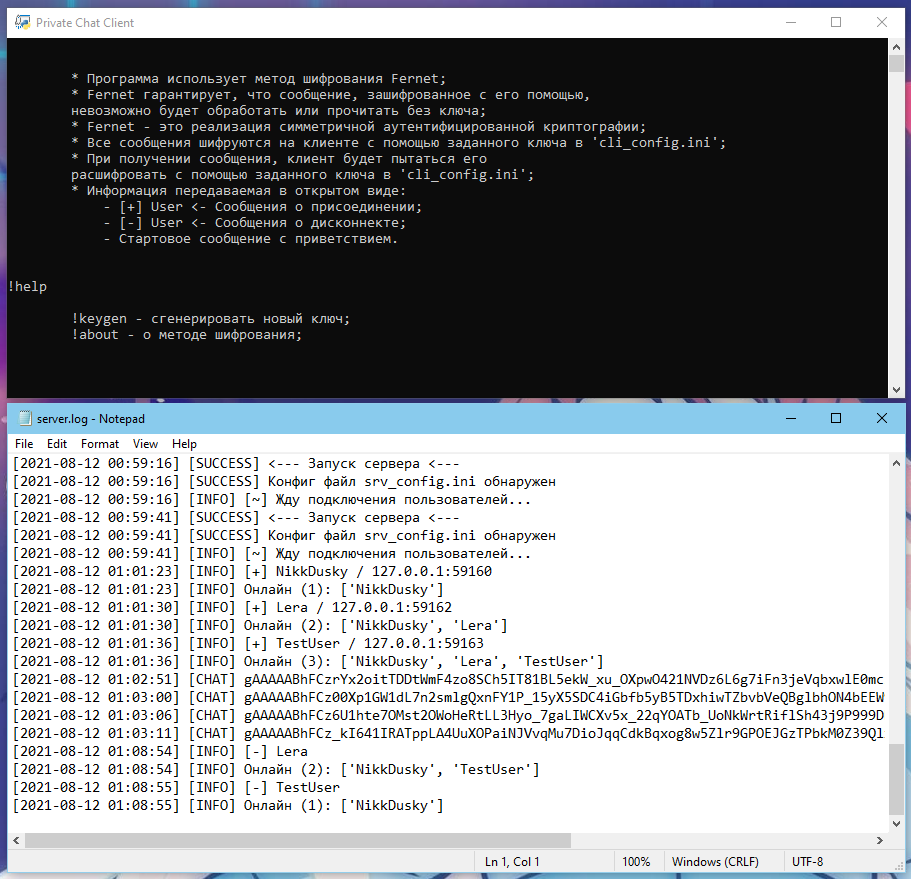 Private Chat Client
* Программа использует метод шифрования Fernet;
* Fernet гарантирует, что сообщение, зашифрованное с его помощью,
невозможно будет обработать или прочитать без ключа;
* Fernet - это реализация симметричной аутентифицированной криптографии;
* Все сообщения шифруются на клиенте с помощью заданного ключа в 'cli_config.ini';
* При получении сообщения, клиент будет пытаться его
расшифровать с помощью заданного ключа в 'cli_config.ini';
* Информация передаваемая в открытом виде:
- [+] User <- Сообщения о присоединении;
- [-] User <- Сообщения о дисконнекте;
- Стартовое сообщение с приветствием.
!help
!keygen - сгенерировать новый ключ;
!about - о методе шифрования;
server.log - Notepad
File Edit Format View Help
[2021-08-12 00:59:16] [SUCCESS] <--- Запуск сервера <---
[2021-08-12 00:59:16] [SUCCESS] Конфиг файл srv_config.ini обнаружен
[2021-08-12 00:59:16] [INFO] [~] Жду подключения пользователей...
[2021-08-12 00:59:41] [SUCCESS] <--- Запуск сервера <---
[2021-08-12 00:59:41] [SUCCESS] Конфиг файл srv_config.ini обнаружен
[2021-08-12 00:59:41] [INFO] [~] Жду подключения пользователей...
[2021-08-12 01:01:23] [INFO] [+] NikkDusky / 127.0.0.1:59160
[2021-08-12 01:01:23] [INFO] Онлайн (1): ['NikkDusky']
[2021-08-12 01:01:30] [INFO] [+] Lera / 127.0.0.1:59162
[2021-08-12 01:01:30] [INFO] Онлайн (2): ['NikkDusky', 'Lera']
[2021-08-12 01:01:36] [INFO] [+] TestUser / 127.0.0.1:59163
[2021-08-12 01:01:36] [INFO] Онлайн (3): ['NikkDusky', 'Lera', 'TestUser']
[2021-08-12 01:02:51] [CHAT] gAAAAABhFCzrYx2oitTDDtWmF4zo8SCh5IT81BL5ekW_xu_OXpwO421NVDz6L6g7iFn3jeVqbxwlE0mc
[2021-08-12 01:03:00] [CHAT] gAAAAABhFCz00Xp1GW1dL7n2smlgQxnFY1P_15yX5SDC4iGbfb5yB5TDxhiwTZbvbVeQBglbhON4bEEW
[2021-08-12 01:03:06] [CHAT] gAAAAABhFCz6U1hte7OMst2OWoHeRtLL3Hyo_7gaLIWCXv5x_22qYOATb_UoNkWrtRiflSh43j9P999D
[2021-08-12 01:03:11] [CHAT] gAAAAABhFCz_kI641IRATppLA4UuXOPaiNJVvqMu7DioJqqCdkBqxog8w5Zlr9GPOEJGzTPbkM0Z39Ql
[2021-08-12 01:08:54] [INFO] [-] Lera
[2021-08-12 01:08:54] [INFO] Онлайн (2): ['NikkDusky', 'TestUser']
[2021-08-12 01:08:55] [INFO] [-] TestUser
[2021-08-12 01:08:55] [INFO] Онлайн (1): ['NikkDusky']
Ln 1, Col 1 100% Windows (CRLF) UTF-8